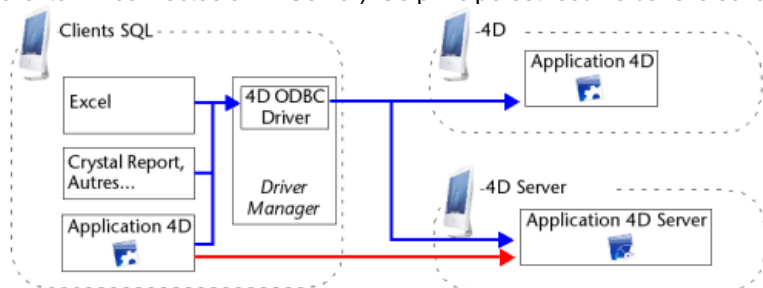 Clients SQL
Excel
Crystal Report,
Autres...
Application 4D
4D ODBC
Driver
Driver
Manager
4D
Application 4D
4D Server
Application 4D Server